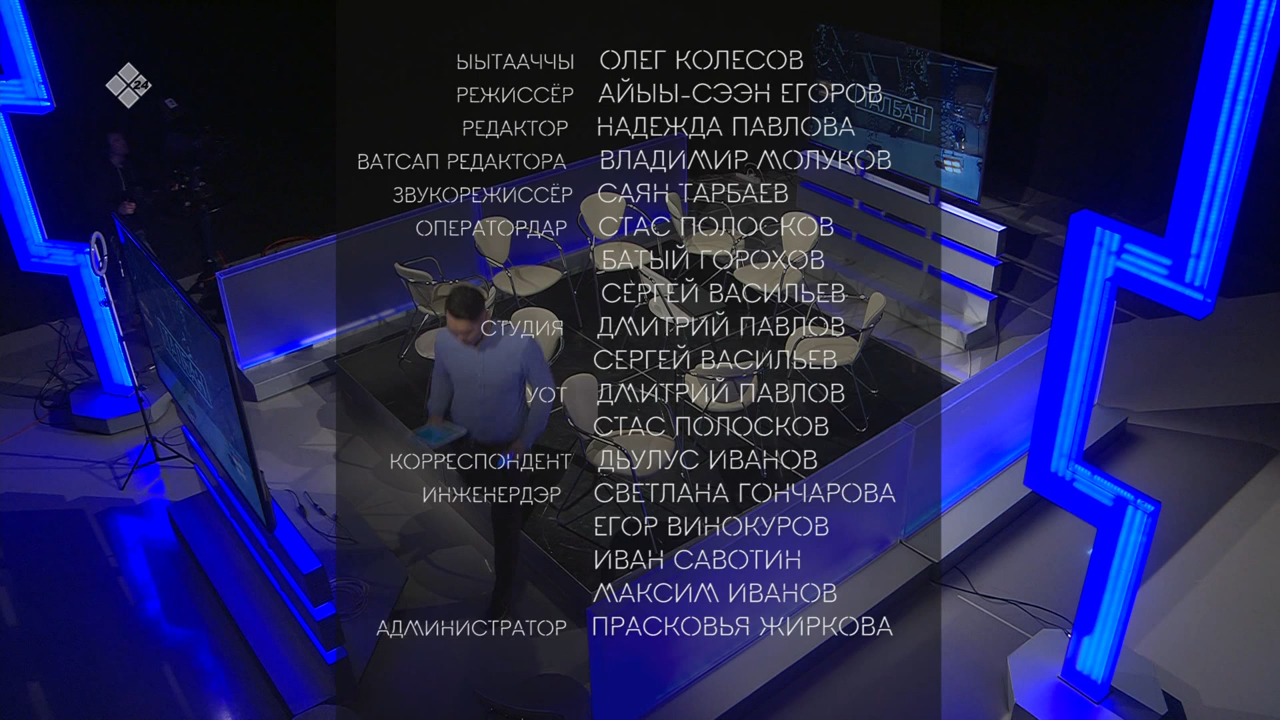 X24
ЫЫТААЧЧЫ ОЛЕГ КОЛЕСОВ
РЕЖИССЁР АЙЫЫ-СЭЭН ЕГОРОВ
РЕДАКТОР НАДЕЖДА ПАВЛОВА
ВАТСАП РЕДАКТОРА ВЛАДИМИР МОЛУКОВ
ЗВУКОРЕЖИССЁР САЯН ТАРБАЕВ
ОПЕРАТОРДАР СТАС ПОЛОСКОВ
БАТЫЙ ГОРОХОВ
СЕРГЕЙ ВАСИЛЬЕВ
СТУДИЯ ДМИТРИЙ ПАВЛОВ
СЕРГЕЙ ВАСИЛЬЕВ
УОТ ДМИТРИЙ ПАВЛОВ
СТАС ПОЛОСКОВ
КОРРЕСПОНДЕНТ ДЬУЛУС ИВАНОВ
ИНЖЕНЕРДЭР СВЕТЛАНА ГОНЧАРОВА
ЕГОР ВИНОКУРОВ
ИВАН САВОТИН
МАКСИМ ИВАНОВ
АДМИНИСТРАТОР ПРАСКОВЬЯ ЖИРКОВА